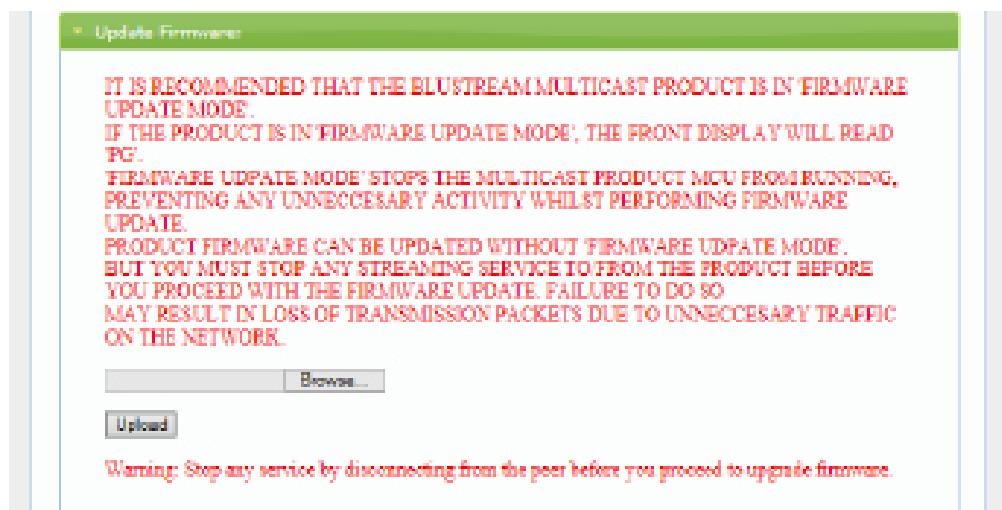 Update Firmware:
IT IS RECOMMENDED THAT THE BLUSTREAM MULTICAST PRODUCT IS IN 'FIRMWARE
UPDATE MODE'.
IF THE PRODUCT IS IN 'FIRMWARE UPDATE MODE', THE FRONT DISPLAY WILL READ
'PG'.
'FIRMWARE UDPATE MODE' STOPS THE MULTICAST PRODUCT MCU FROM RUNNING,
PREVENTING ANY UNNECCESARY ACTIVITY WHILST PERFORMING FIRMWARE
UPDATE.
PRODUCT FIRMWARE CAN BE UPDATED WITHOUT 'FIRMWARE UDPATE MODE',
BUT YOU MUST STOP ANY STREAMING SERVICE TO/FROM THE PRODUCT BEFORE
YOU PROCEED WITH THE FIRMWARE UPDATE. FAILURE TO DO SO
MAY RESULT IN LOSS OF TRANSMISSION PACKETS DUE TO UNNECCESARY TRAFFIC
ON THE NETWORK.
Browse...
Upload
Warning: Stop any service by disconnecting from the peer before you proceed to upgrade firmware.